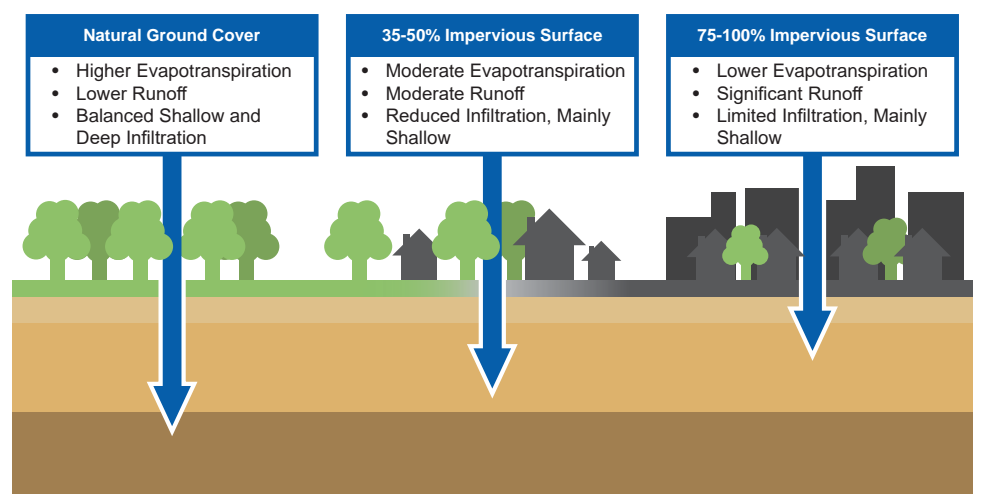 Natural Ground Cover
• Higher Evapotranspiration
• Lower Runoff
• Balanced Shallow and
Deep Infiltration
35-50% Impervious Surface
• Moderate Evapotranspiration
• Moderate Runoff
• Reduced Infiltration, Mainly
Shallow
75-100% Impervious Surface
• Lower Evapotranspiration
• Significant Runoff
• Limited Infiltration, Mainly
Shallow